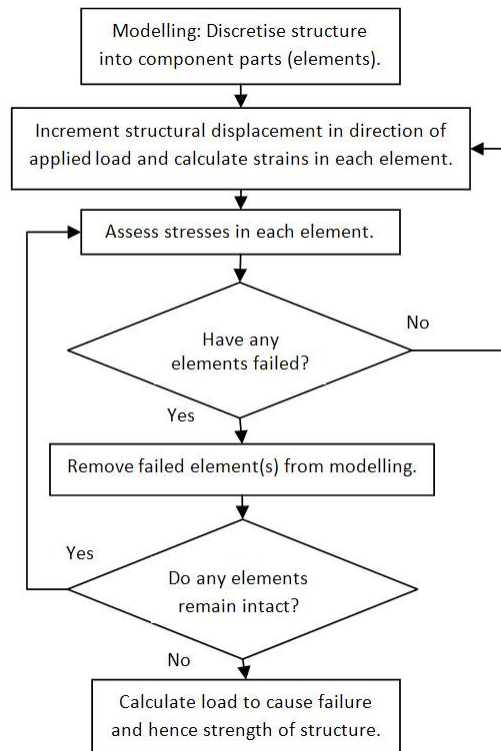 Modelling: Discretise structure
into component parts (elements).
Increment structural displacement in direction of
applied load and calculate strains in each element.
Assess stresses in each element.
Have any
elements failed?
No
Yes
Remove failed element(s) from modelling.
Yes
Do any elements
remain intact?
No
Calculate load to cause failure
and hence strength of structure.